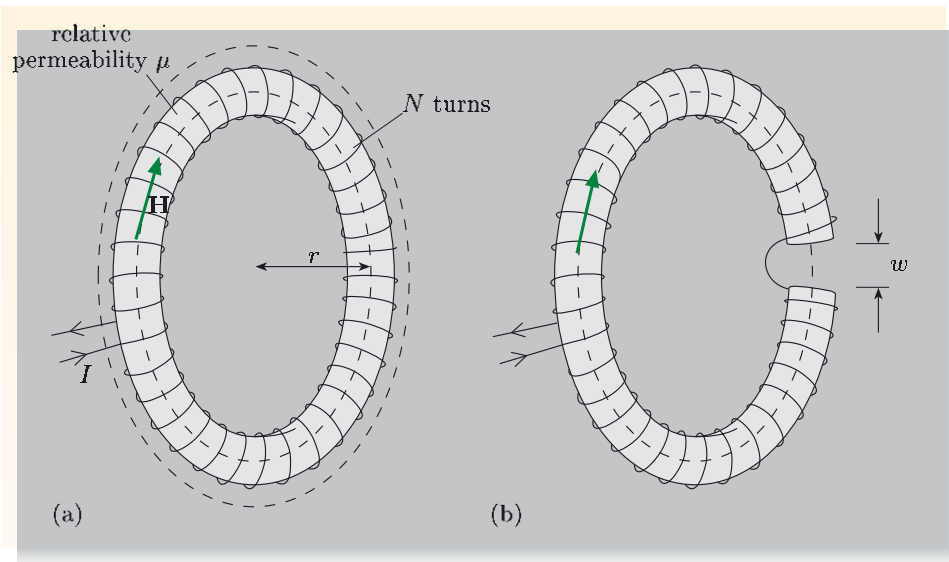 relative
permeability μ
N turns
H
r
w
I
(a)
(b)